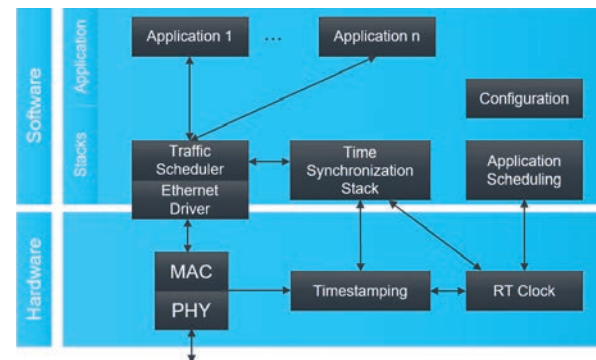 Software
Application
Stacks
Hardware
Application 1
...
Application n
Configuration
Traffic
Scheduler
Ethernet
Driver
Time
Synchronization
Stack
Application
Scheduling
MAC
PHY
Timestamping
RT Clock